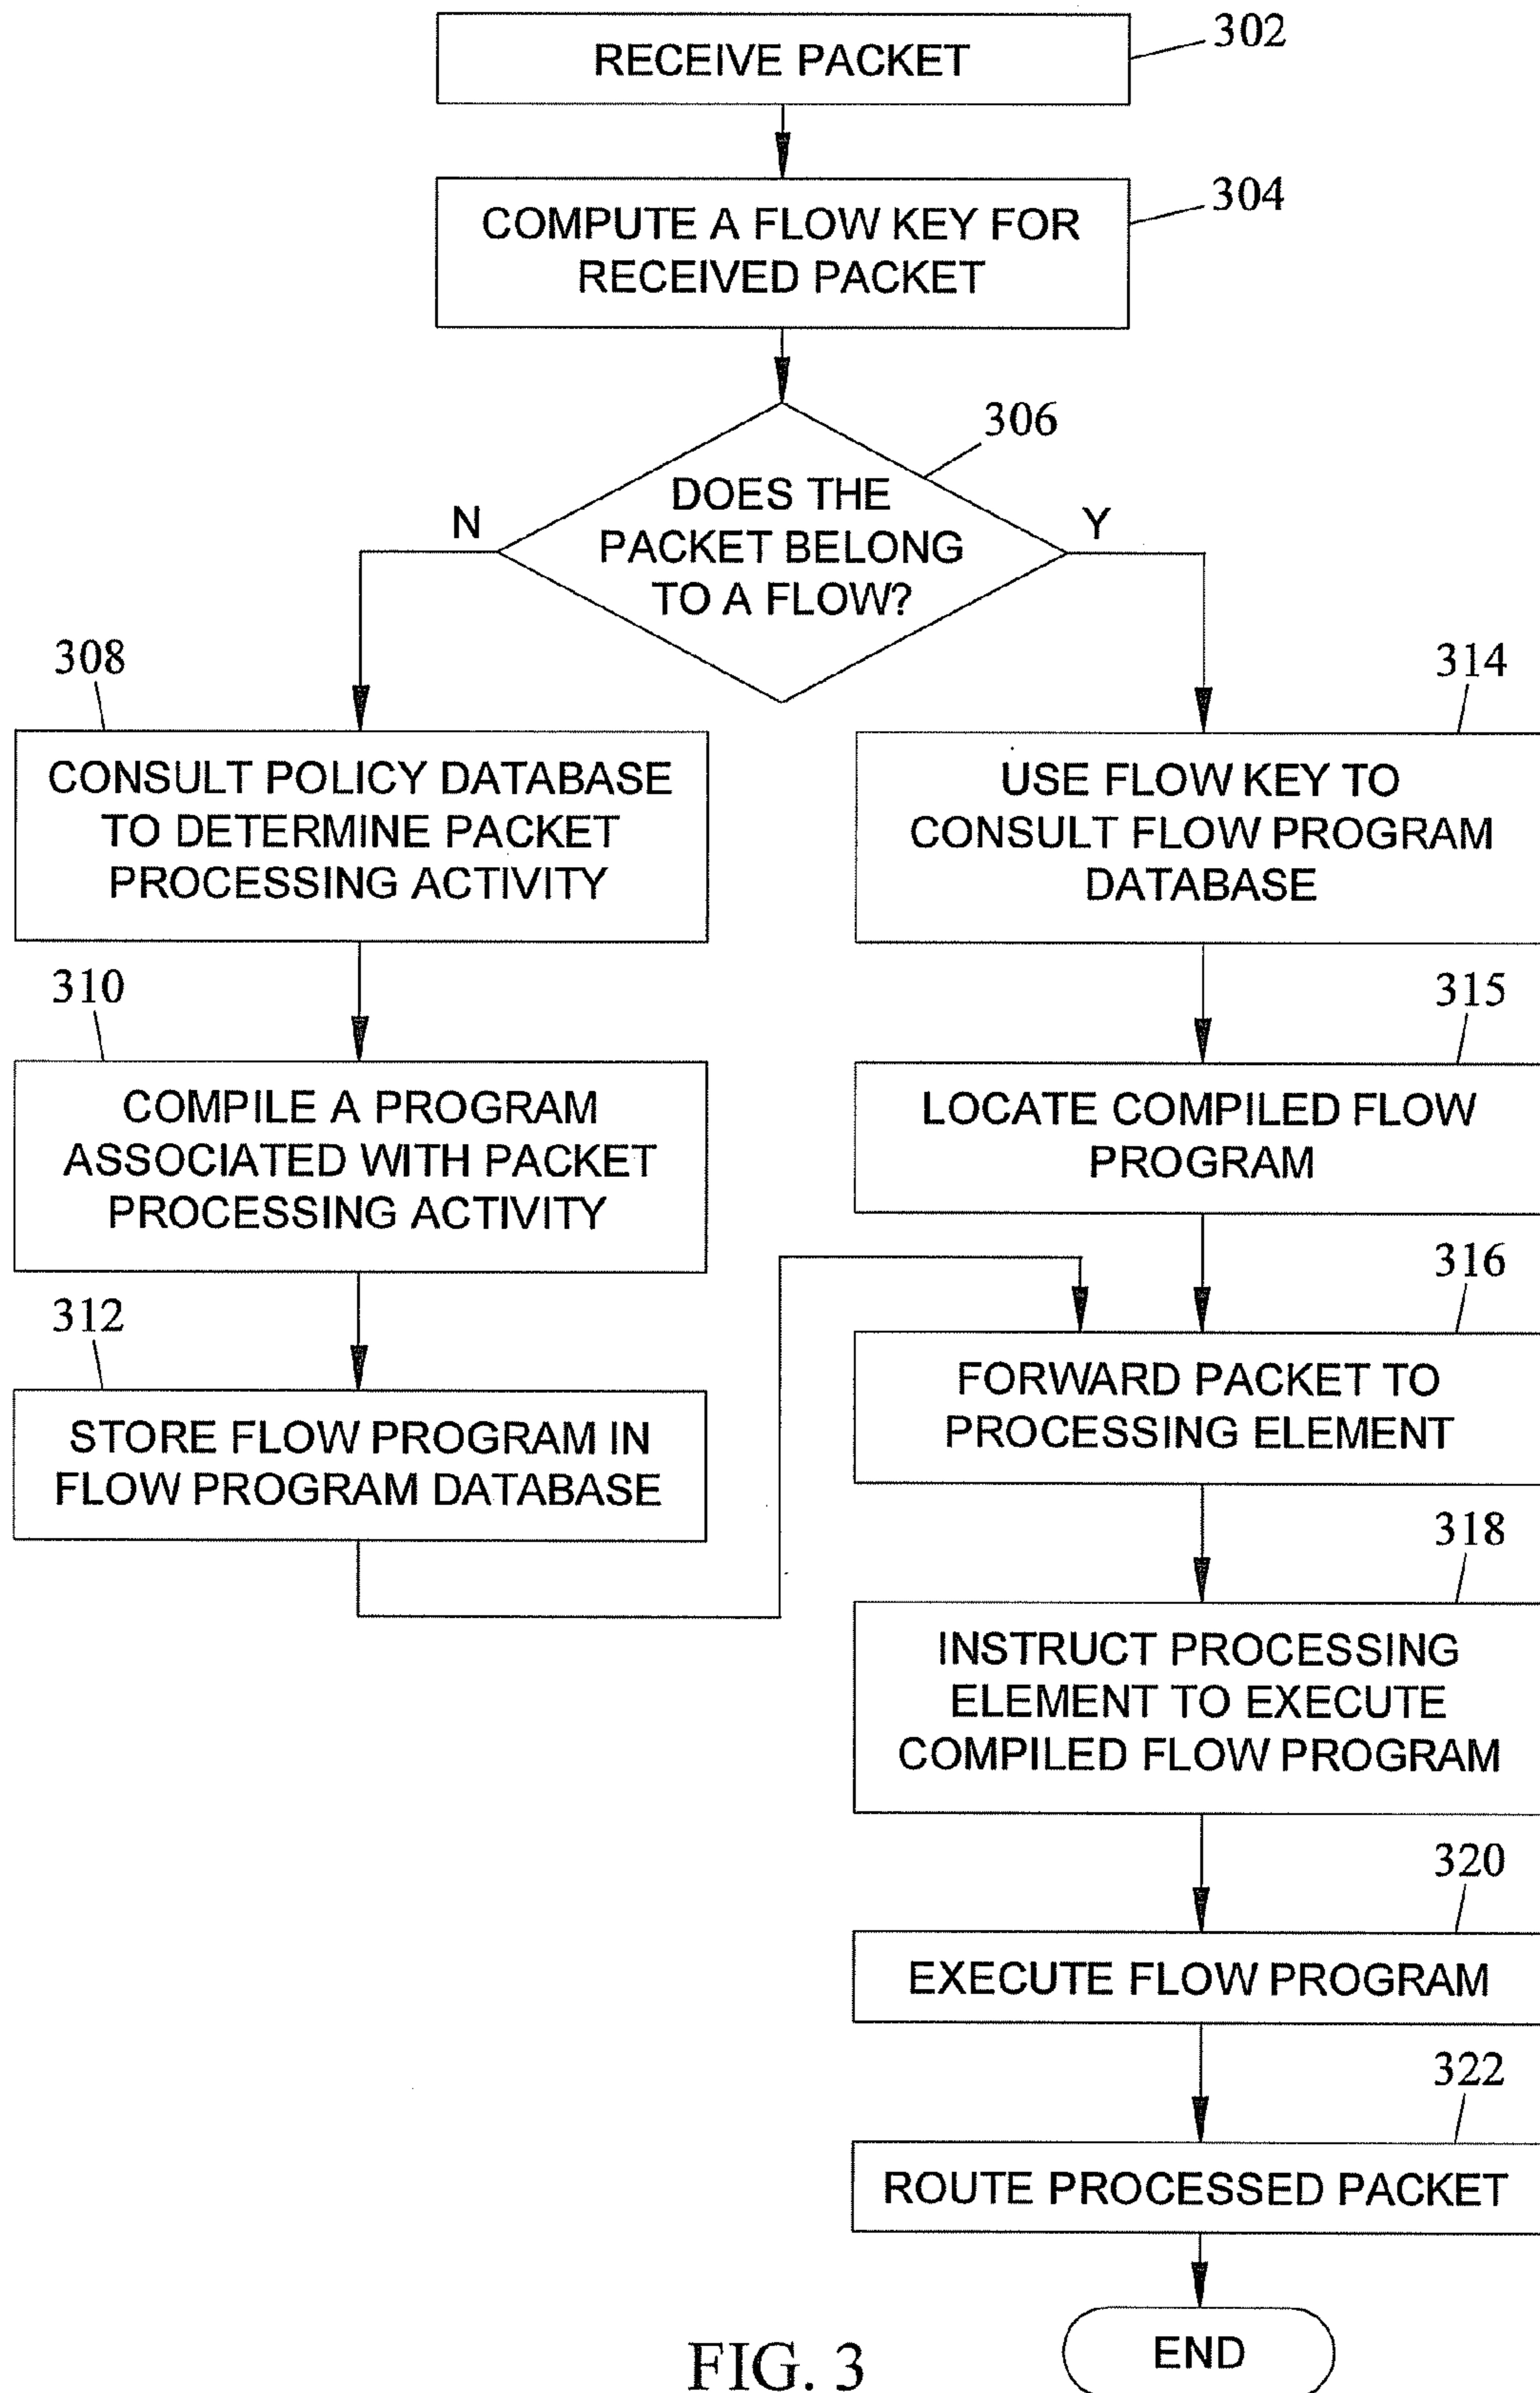 RECEIVE PACKET
302
COMPUTE A FLOW KEY FOR
RECEIVED PACKET
304
306
DOES THE
PACKET BELONG
TO A FLOW?
N
Y
308
CONSULT POLICY DATABASE
TO DETERMINE PACKET
PROCESSING ACTIVITY
314
USE FLOW KEY TO
CONSULT FLOW PROGRAM
DATABASE
310
COMPILE A PROGRAM
ASSOCIATED WITH PACKET
PROCESSING ACTIVITY
315
LOCATE COMPILED FLOW
PROGRAM
312
STORE FLOW PROGRAM IN
FLOW PROGRAM DATABASE
316
FORWARD PACKET TO
PROCESSING ELEMENT
318
INSTRUCT PROCESSING
ELEMENT TO EXECUTE
COMPILED FLOW PROGRAM
320
EXECUTE FLOW PROGRAM
322
ROUTE PROCESSED PACKET
END
FIG. 3